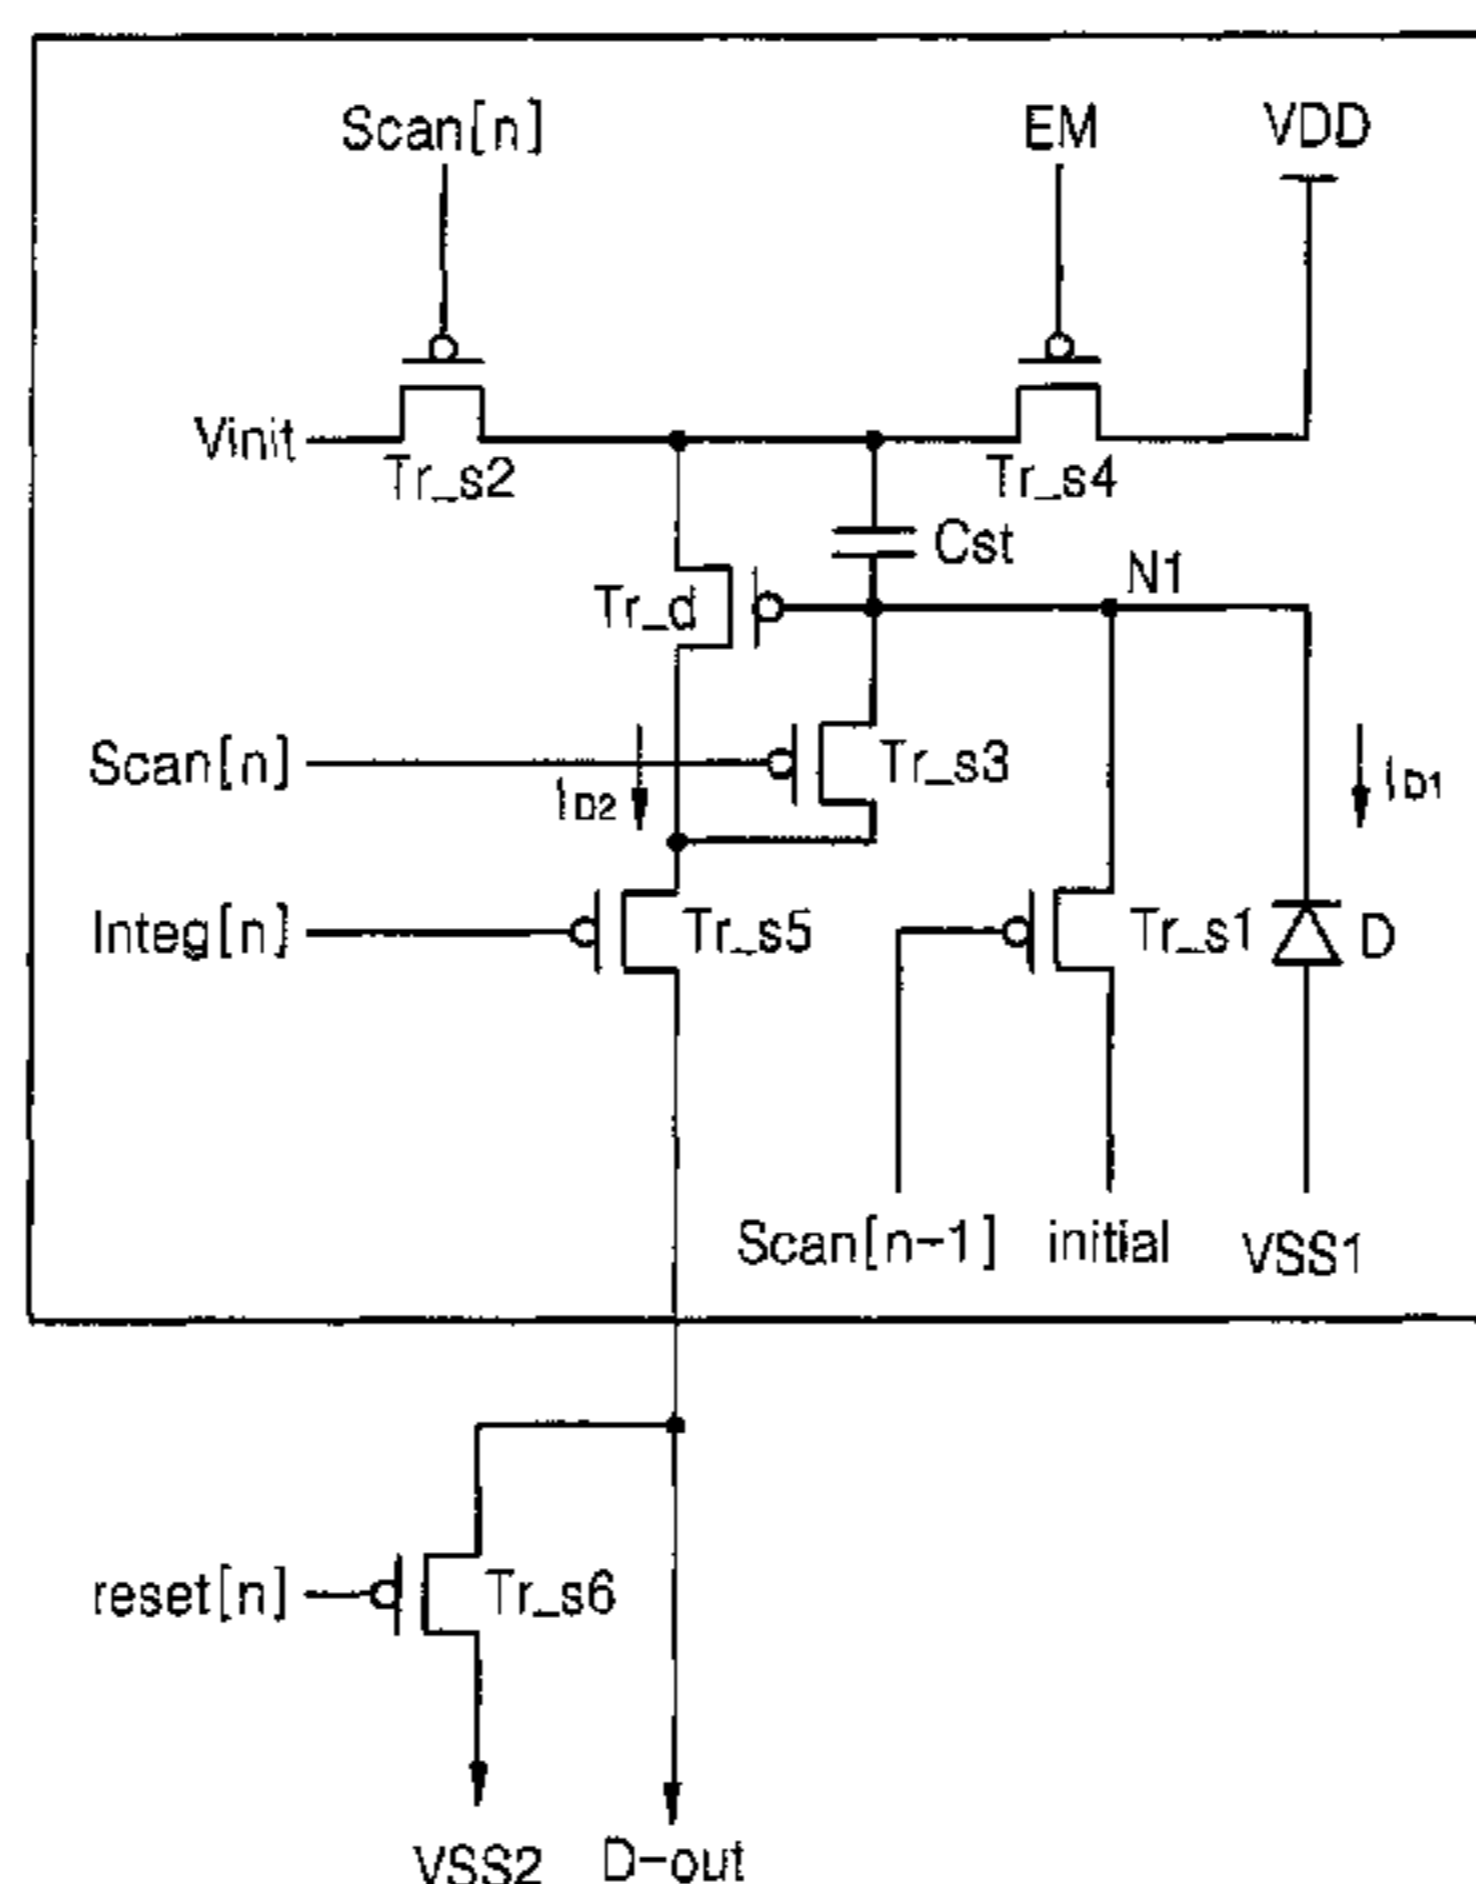 Scan[n]
EM
VDD
Vinit
Tr_s2
Tr_s4
Cst
N1
Tr_d
Scan[n]
Tr_s3
ID2
ID1
Integ[n]
Tr_s5
Tr_s1
D
Scan[n-1]
initial
VSS1
reset[n]
Tr_s6
VSS2
D-out